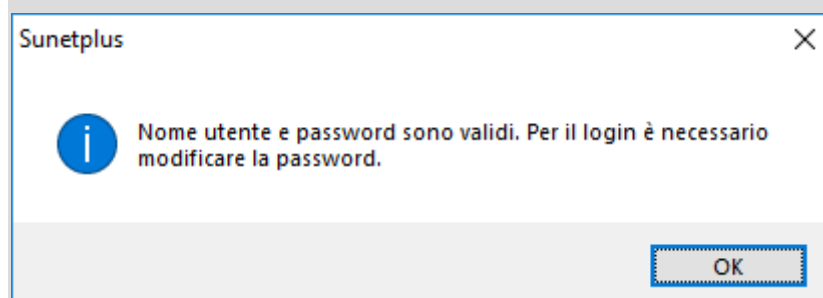 Sunetplus
Nome utente e password sono validi. Per il login è necessario
modificare la password.
OK